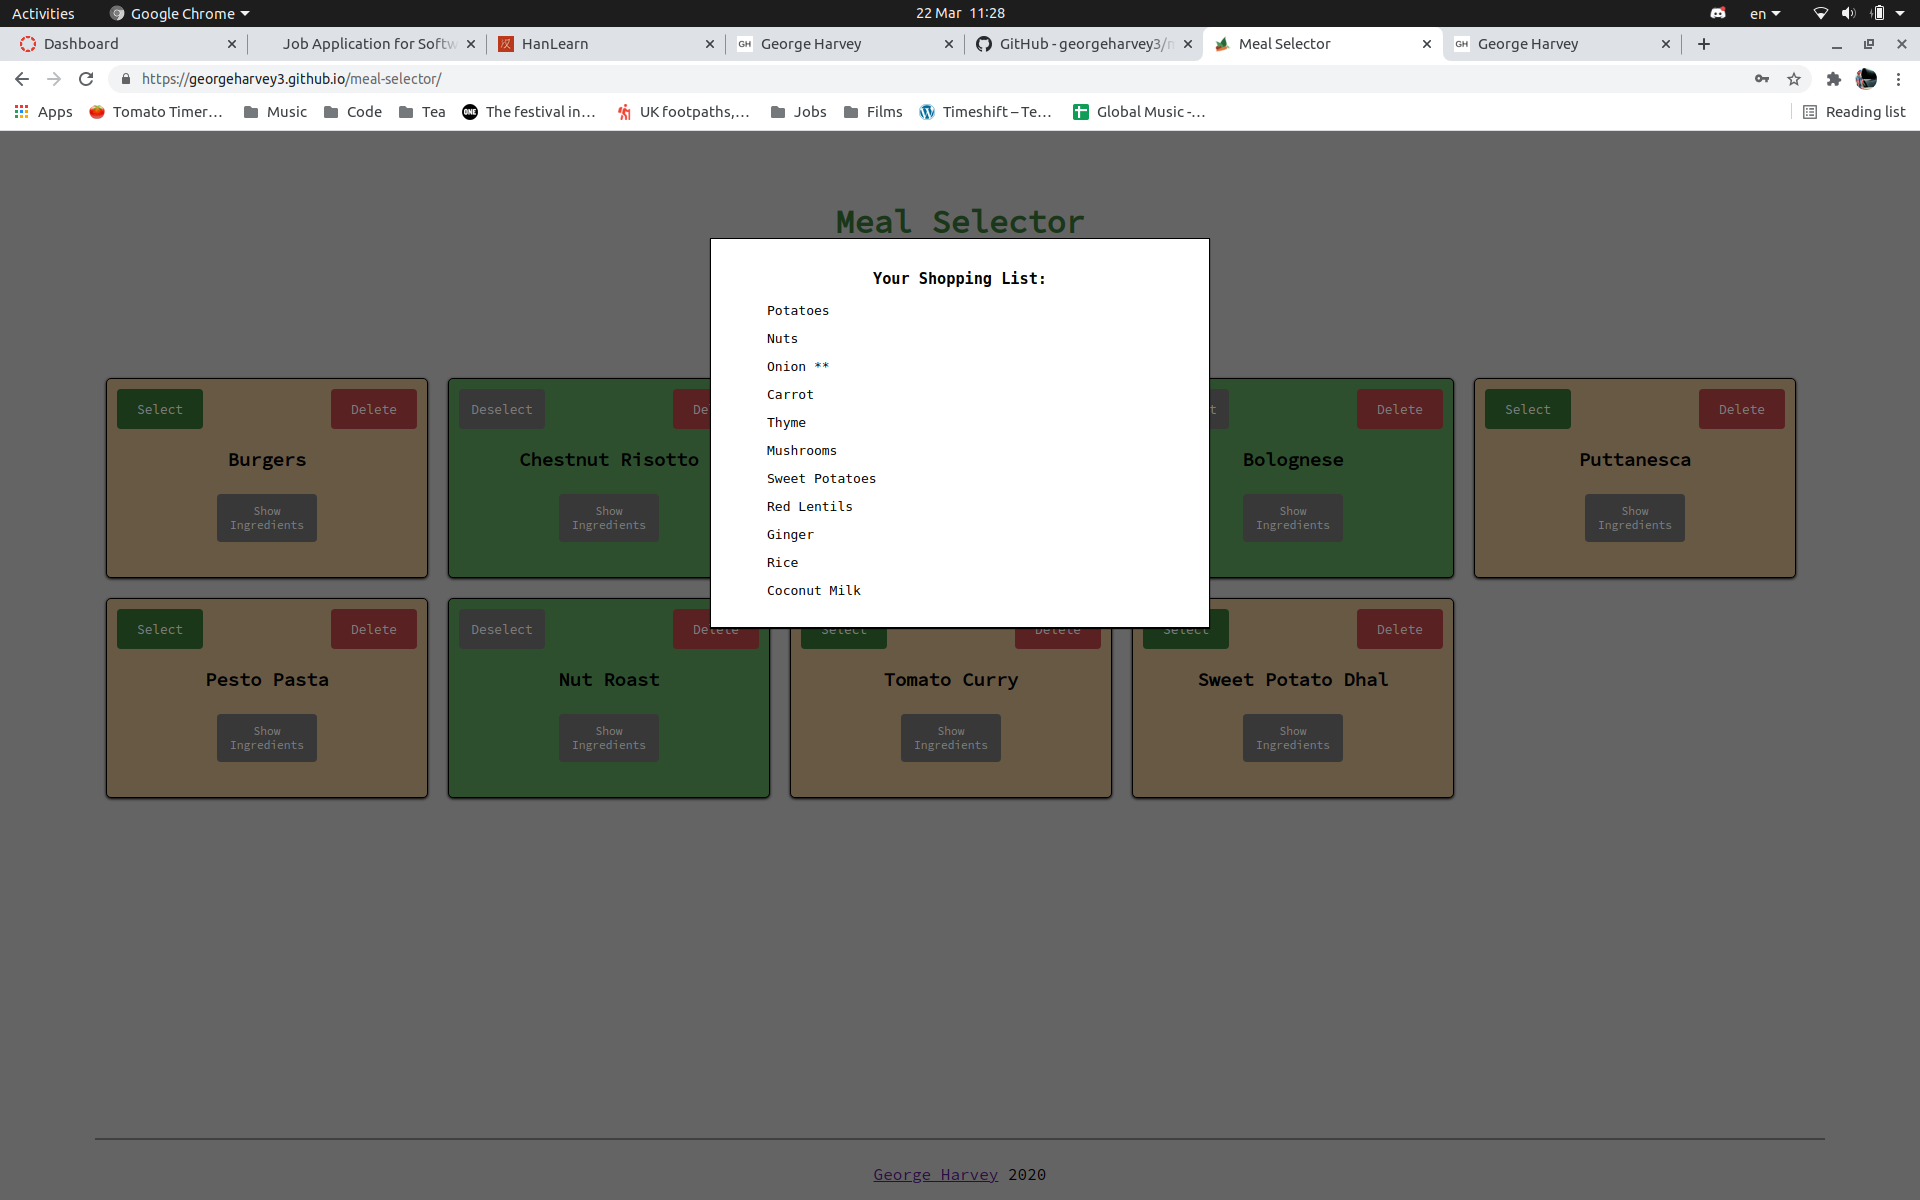 Activities Google Chrome 22 Mar 11:28 en
Dashboard Job Application for Softw HanLearn George Harvey GitHub - georgeharvey3/m Meal Selector George Harvey
https://georgeharvey3.github.io/meal-selector/
Apps Tomato Timer… Music Code Tea The festival in… UK footpaths,… Jobs Films Timeshift – Te… Global Music -… Reading list
Meal Selector
Your Shopping List:
Potatoes
Nuts
Onion **
Carrot
Thyme
Mushrooms
Sweet Potatoes
Red Lentils
Ginger
Rice
Coconut Milk
Select Delete Deselect De t Delete Select Delete
Burgers Chestnut Risotto Bolognese Puttanesca
Show Show Show Show
Ingredients Ingredients Ingredients Ingredients
Select Delete Deselect Delete Select Delete Select Delete
Pesto Pasta Nut Roast Tomato Curry Sweet Potato Dhal
Show Show Show Show
Ingredients Ingredients Ingredients Ingredients
George Harvey 2020